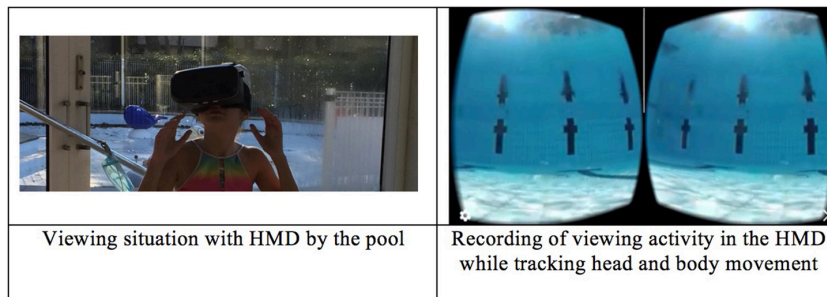 Viewing situation with HMD by the pool
Recording of viewing activity in the HMD
while tracking head and body movement